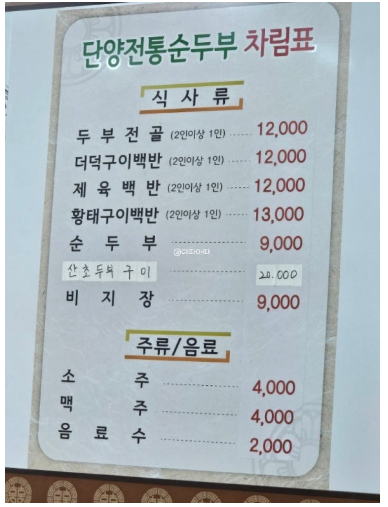 단양전통순두부 차림표
식 사 류
두 부 전 골 (2인이상 1인) ...... 12,000
더덕구이백반 (2인이상 1인) ...... 12,000
제 육 백 반 (2인이상 1인) ...... 12,000
황태구이백반 (2인이상 1인) ...... 13,000
순 두 부 ...... 9,000
산초두부 구이 20.000
비 지 장 ...... 9,000
주류/음료
소 주 ...... 4,000
맥 주 ...... 4,000
음 료 수 ...... 2,000